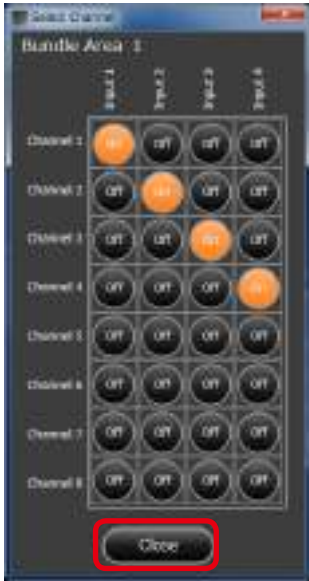 Select Channel
Bundle Area 1
Input 1 Input 2 Input 3 Input 4
Channel 1 On Off Off Off
Channel 2 Off On Off Off
Channel 3 Off Off On Off
Channel 4 Off Off Off On
Channel 5 Off Off Off Off
Channel 6 Off Off Off Off
Channel 7 Off Off Off Off
Channel 8 Off Off Off Off
Close